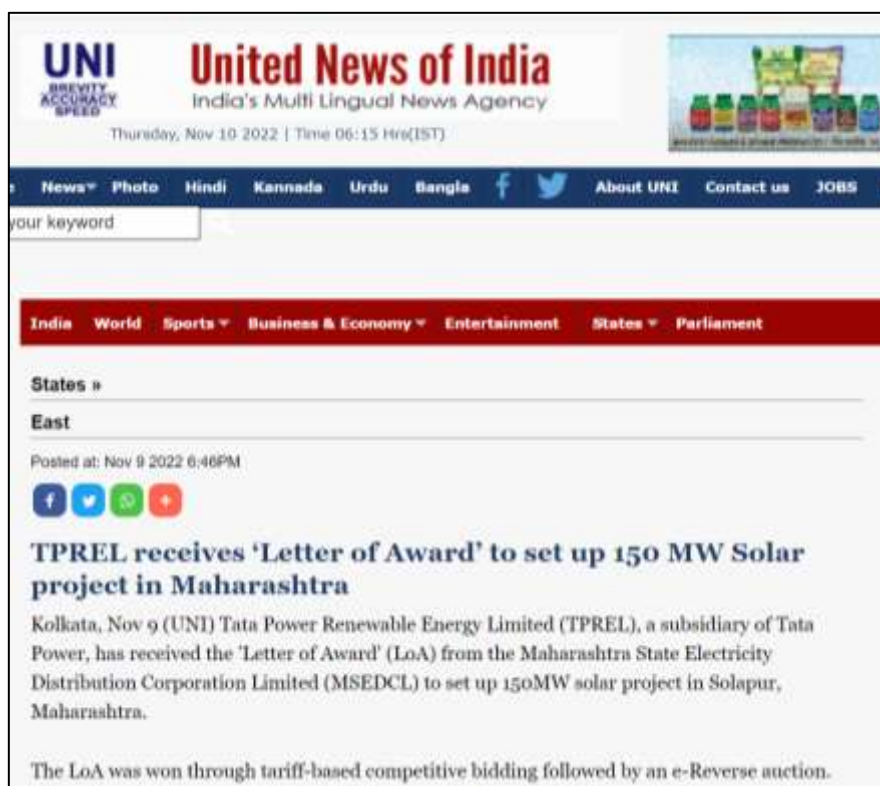 UNI
BREVITY
ACCURACY
SPEED
United News of India
India's Multi Lingual News Agency
Thursday, Nov 10 2022 | Time 06:15 Hrs(IST)
News Photo Hindi Kannada Urdu Bangla About UNI Contact us JOBS
your keyword
India World Sports Business & Economy Entertainment States Parliament
States »
East
Posted at: Nov 9 2022 6:46PM
TPREL receives ‘Letter of Award’ to set up 150 MW Solar
project in Maharashtra
Kolkata, Nov 9 (UNI) Tata Power Renewable Energy Limited (TPREL), a subsidiary of Tata
Power, has received the 'Letter of Award' (LoA) from the Maharashtra State Electricity
Distribution Corporation Limited (MSEDCL) to set up 150MW solar project in Solapur,
Maharashtra.
The LoA was won through tariff-based competitive bidding followed by an e-Reverse auction.